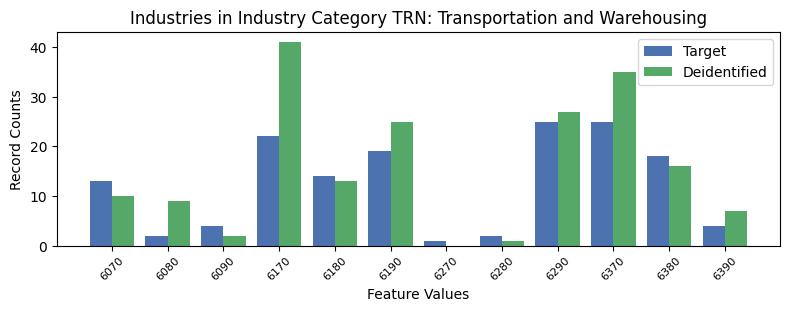 Industries in Industry Category TRN: Transportation and Warehousing
Target
Deidentified
Record Counts
40
30
20
10
0
6070 6080 6090 6170 6180 6190 6270 6280 6290 6370 6380 6390
Feature Values